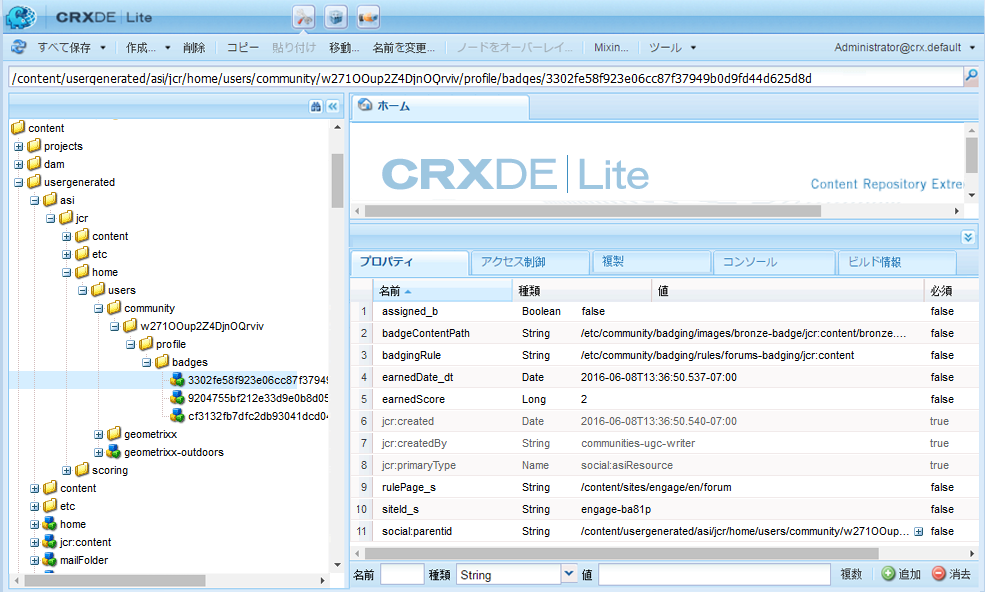 CRXDE | Lite
すべて保存 作成... 削除 コピー 貼り付け 移動... 名前を変更... ノードをオーバーレイ... Mixin... ツール Administrator@crx.default
/content/usergenerated/asi/jcr/home/users/community/w271OOup2Z4DjnOQrviv/profile/badges/3302fe58f923e06cc87f37949b0d9fd44d625d8d
content
projects
dam
usergenerated
asi
jcr
content
etc
home
users
community
w271OOup2Z4DjnOQrviv
profile
badges
3302fe58f923e06cc87f3794
9204755bf212e33d9e0b8d05
cf3132fb7dfc2db93041dcd0
geometrixx
geometrixx-outdoors
scoring
content
etc
home
jcr:content
mailFolder
ホーム
CRXDE | Lite
Content Repository Extre
プロパティ アクセス制御 複製 コンソール ビルド情報
名前 種類 値 必須
1 assigned_b Boolean false false
2 badgeContentPath String /etc/community/badging/images/bronze-badge/jcr:content/bronze.... false
3 badgingRule String /etc/community/badging/rules/forums-badging/jcr:content false
4 earnedDate_dt Date 2016-06-08T13:36:50.537-07:00 false
5 earnedScore Long 2 false
6 jcr:created Date 2016-06-08T13:36:50.540-07:00 true
7 jcr:createdBy String communities-ugc-writer true
8 jcr:primaryType Name social:asiResource true
9 rulePage_s String /content/sites/engage/en/forum false
10 siteId_s String engage-ba81p false
11 social:parentid String /content/usergenerated/asi/jcr/home/users/community/w271OOup... false
名前 種類 String 値 複数 追加 消去